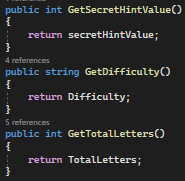 public int GetSecretHintValue()
{
return secretHintValue;
}
4 references
public string GetDifficulty()
{
return Difficulty;
}
5 references
public int GetTotalLetters()
{
return TotalLetters;
}